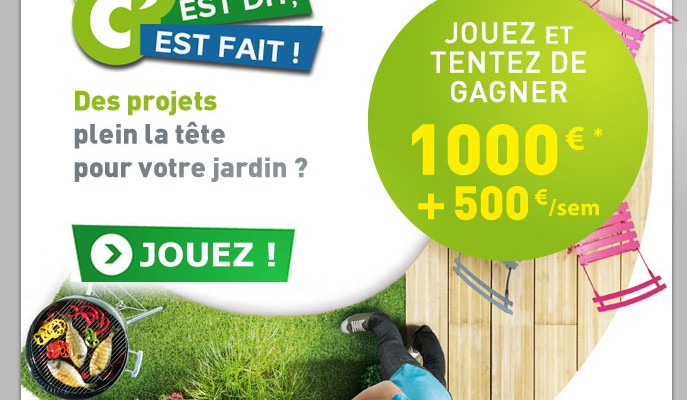 C'
EST DIT,
EST FAIT !
Des projets
plein la tête
pour votre jardin ?
JOUEZ !
JOUEZ ET
TENTEZ DE
GAGNER
1000 € *
+ 500 €/sem